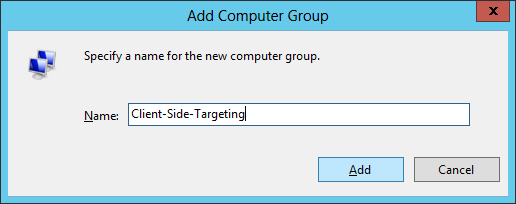 Add Computer Group
x
Specify a name for the new computer group.
Name: Client-Side-Targeting
Add Cancel